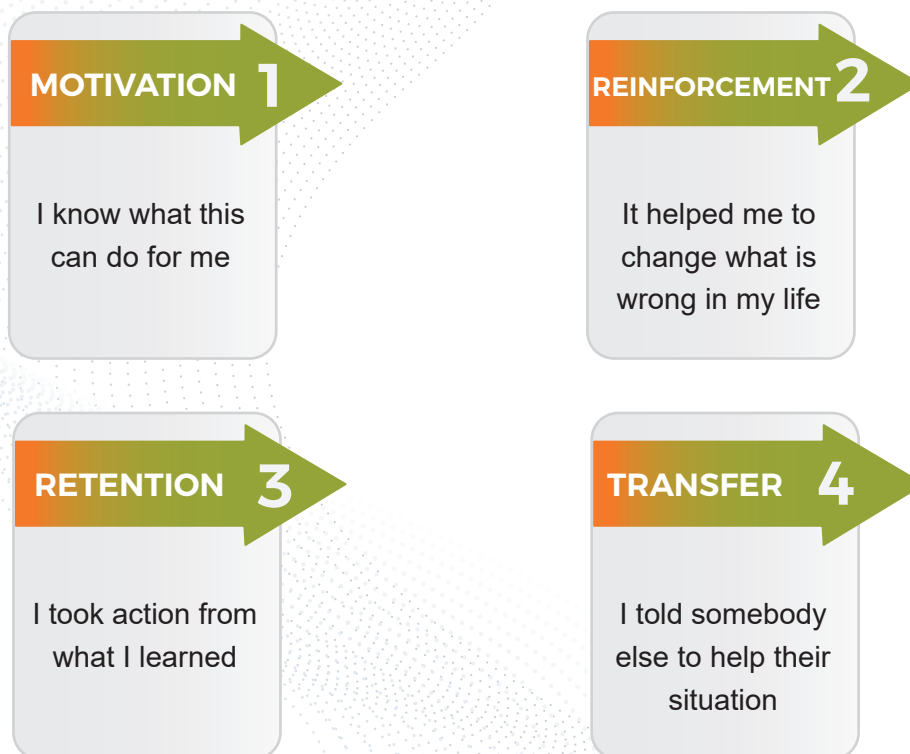 MOTIVATION 1
I know what this
can do for me
REINFORCEMENT 2
It helped me to
change what is
wrong in my life
RETENTION 3
I took action from
what I learned
TRANSFER 4
I told somebody
else to help their
situation